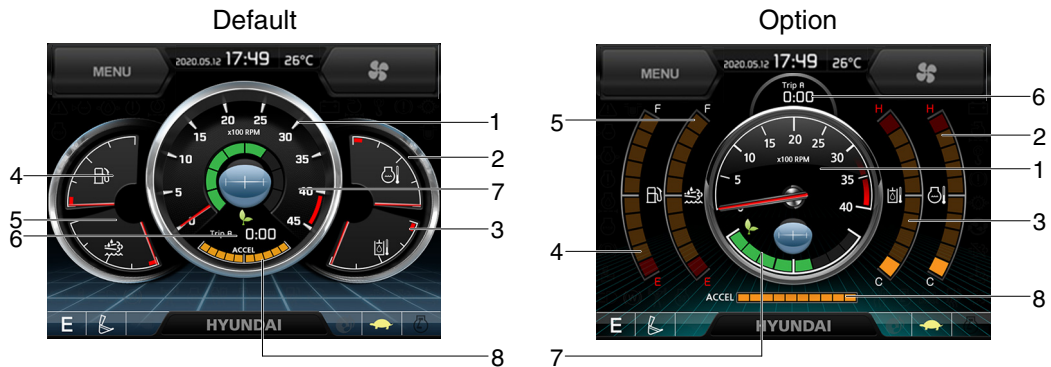 Default
Option
MENU
2020.05.12 17:49 26°C
0
5
10
15
20
25
30
35
40
45
x100 RPM
Trip A 0:00
ACCEL
E
HYUNDAI
1
2
7
3
4
5
6
8
MENU
2020.05.12 17:49 26°C
Trip A
0:00
F
F
H
H
5
10
15
20
25
30
35
40
x100 RPM
E
E
C
C
ACCEL
E
HYUNDAI
6
5
2
1
3
4
8
7